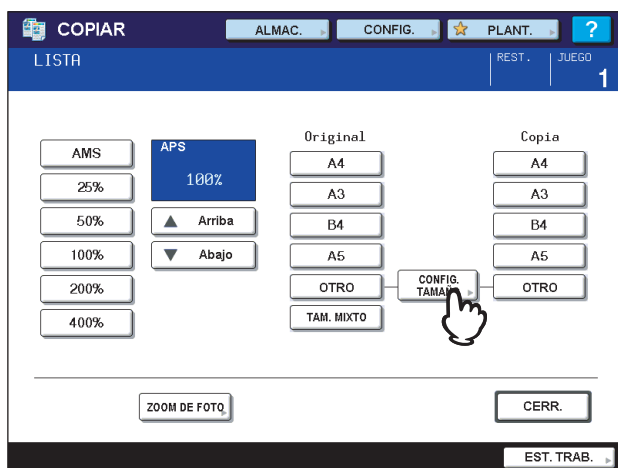 COPIAR
ALMAC.
CONFIG.
PLANT.
?
LISTA
REST.
JUEGO
1
AMS
25%
50%
100%
200%
400%
APS
100%
Arriba
Abajo
Original
A4
A3
B4
A5
OTRO
TAM. MIXTO
CONFIG.
Copia
A4
A3
B4
A5
OTRO
ZOOM DE FOTO
CERR.
EST. TRAB.